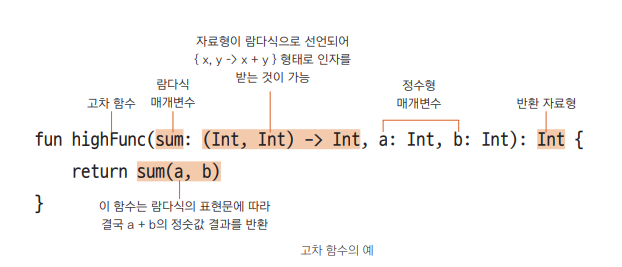 자료형이 람다식으로 선언되어
{ x, y -> x + y } 형태로 인자를
받는 것이 가능
람다식
매개변수
정수형
매개변수
고차 함수
반환 자료형
fun highFunc(sum: (Int, Int) -> Int, a: Int, b: Int): Int {
return sum(a, b)
}
이 함수는 람다식의 표현문에 따라
결국 a + b의 정숫값 결과를 반환
고차 함수의 예